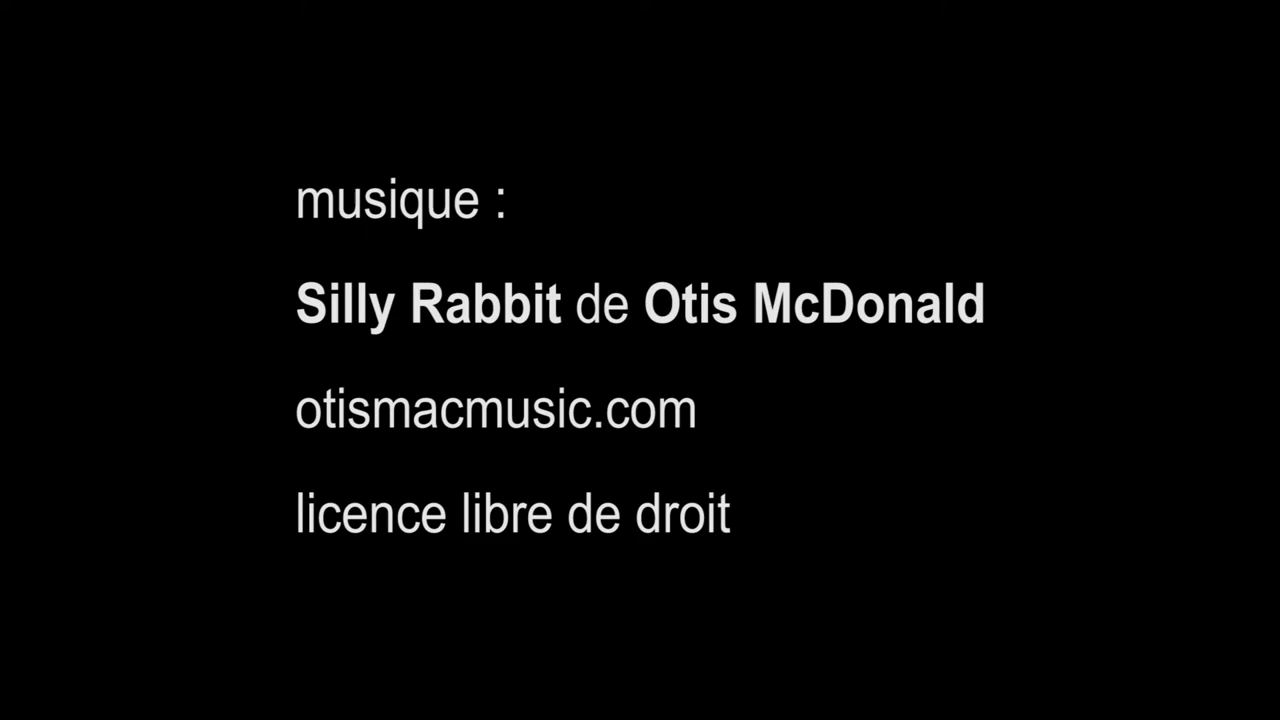 musique :
Silly Rabbit de Otis McDonald
otismacmusic.com
licence libre de droit